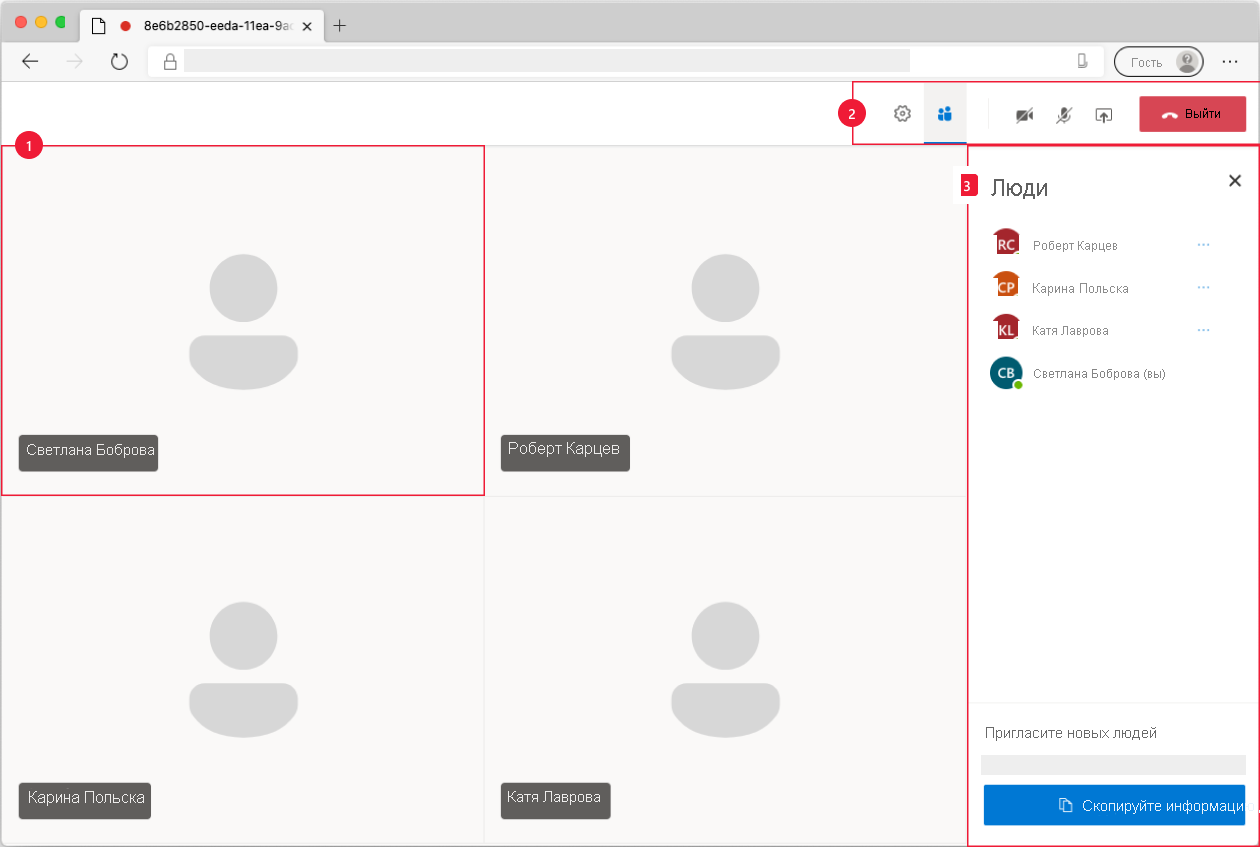 8e6b2850-eeda-11ea-9a
Гость
2
Выйти
1
3
Люди
RC Роберт Карцев
CP Карина Польска
KL Катя Лаврова
CB Светлана Боброва (вы)
Светлана Боброва
Роберт Карцев
Карина Польска
Катя Лаврова
Пригласите новых людей
Скопируйте информаци